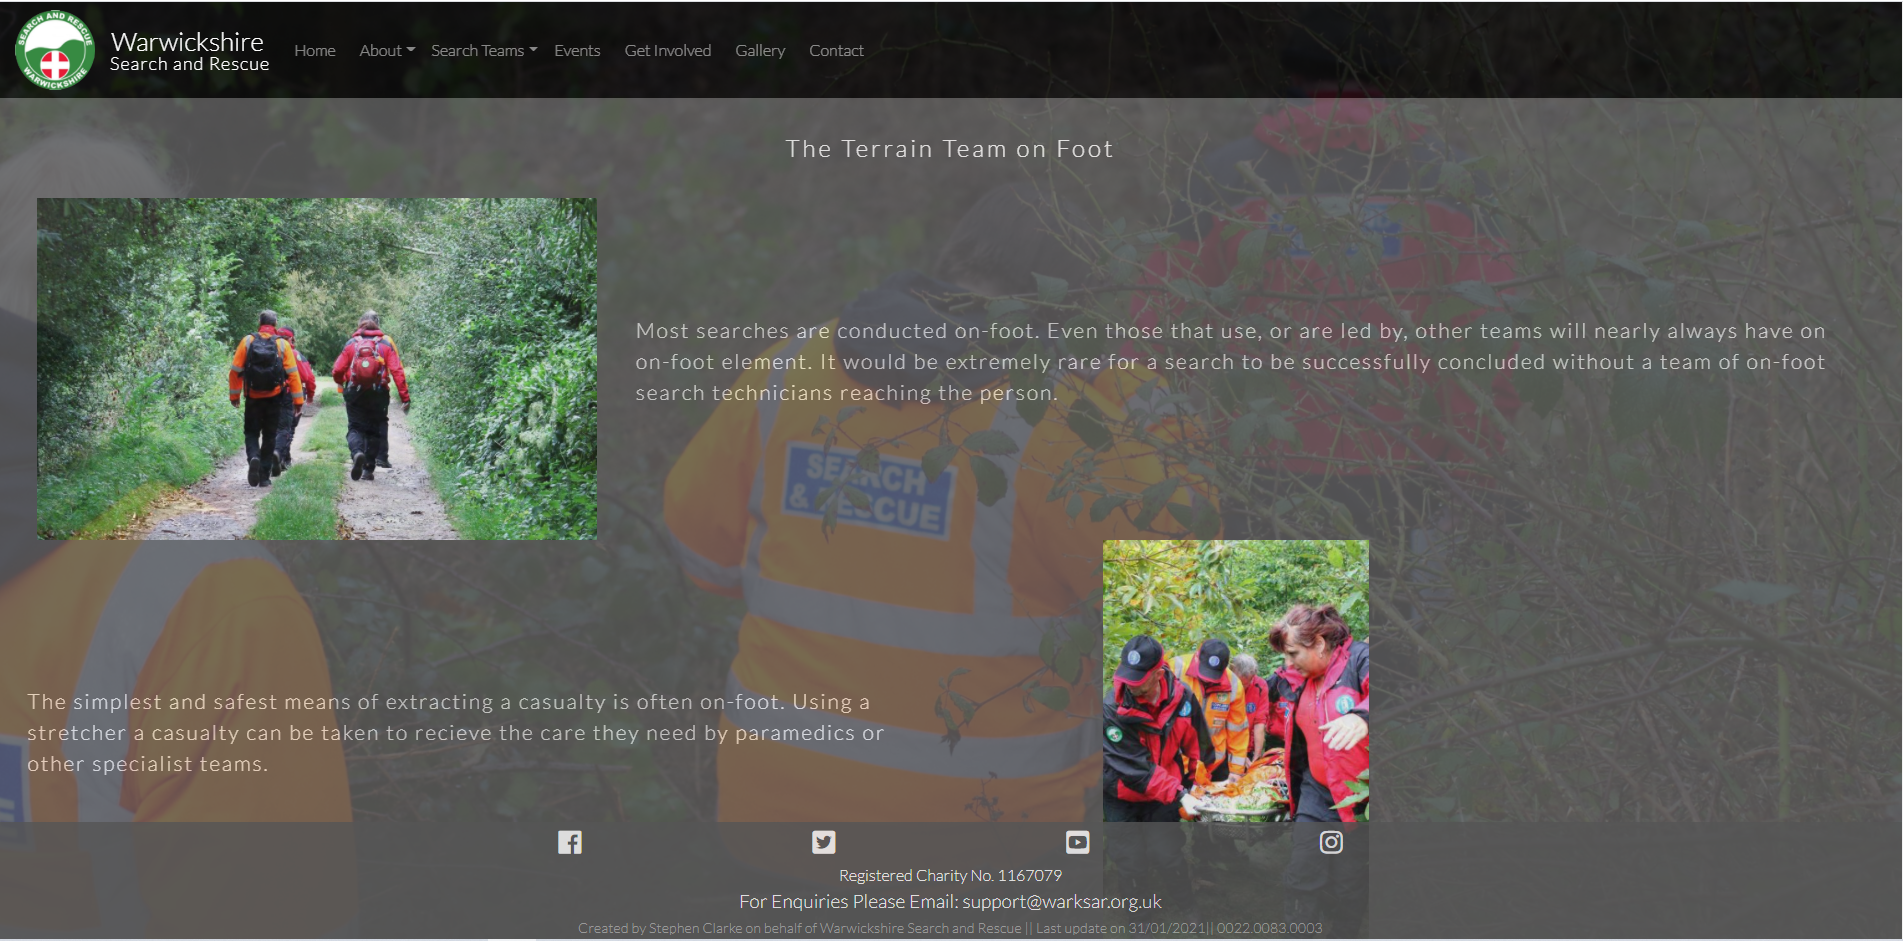 SEARCH AND RESCUE
WARWICKSHIRE
Warwickshire
Search and Rescue
Home
About
Search Teams
Events
Get Involved
Gallery
Contact
The Terrain Team on Foot
Most searches are conducted on-foot. Even those that use, or are led by, other teams will nearly always have on
on-foot element. It would be extremely rare for a search to be successfully concluded without a team of on-foot
search technicians reaching the person.
SEARCH
& RESCUE
The simplest and safest means of extracting a casualty is often on-foot. Using a
stretcher a casualty can be taken to recieve the care they need by paramedics or
other specialist teams.
Registered Charity No. 1167079
For Enquiries Please Email: support@warksar.org.uk
Created by Stephen Clarke on behalf of Warwickshire Search and Rescue || Last update on 31/01/2021|| 0022.0083.0003